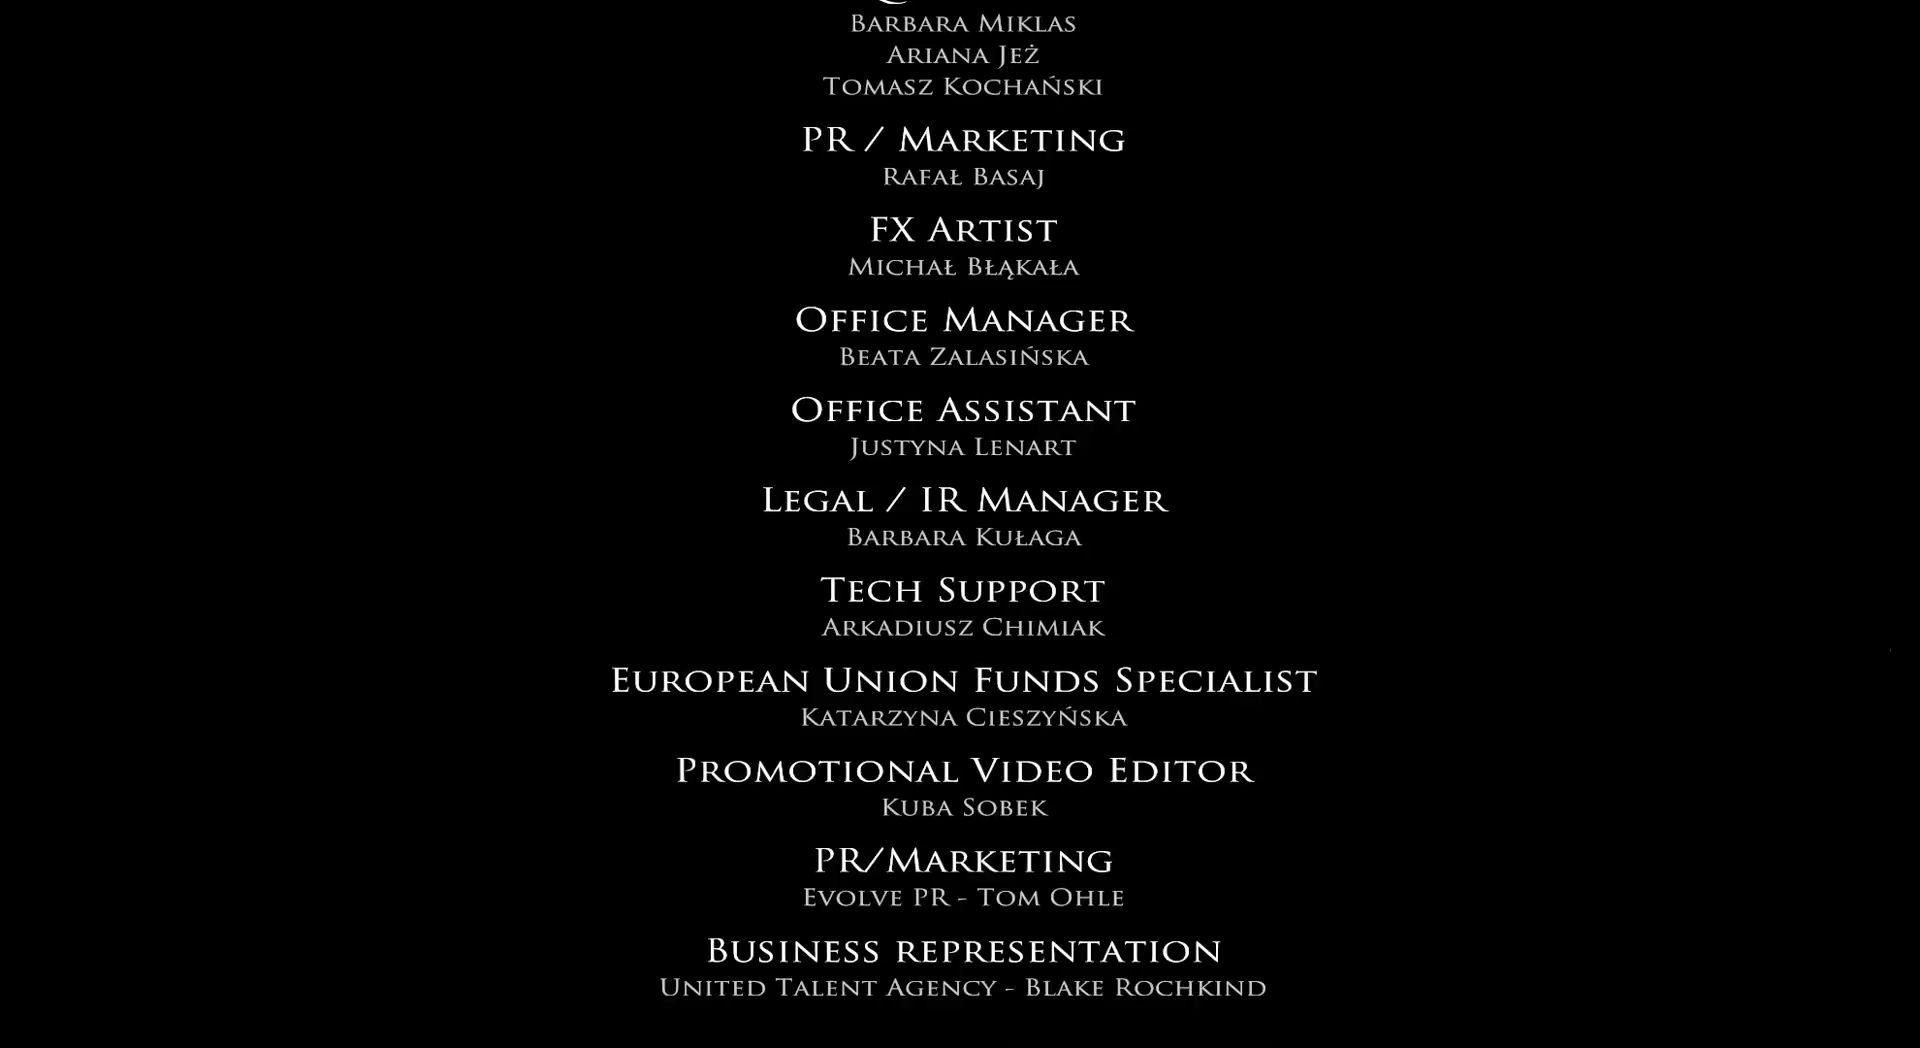 Barbara Miklas
Ariana Jeż
Tomasz Kochański
PR / Marketing
Rafał Basaj
FX Artist
Michał Błąkała
Office Manager
Beata Zalasińska
Office Assistant
Justyna Lenart
Legal / IR Manager
Barbara Kułaga
Tech Support
Arkadiusz Chimiak
European Union Funds Specialist
Katarzyna Cieszyńska
Promotional Video Editor
Kuba Sobek
PR/Marketing
Evolve PR - Tom Ohle
Business representation
United Talent Agency - Blake Rochkind